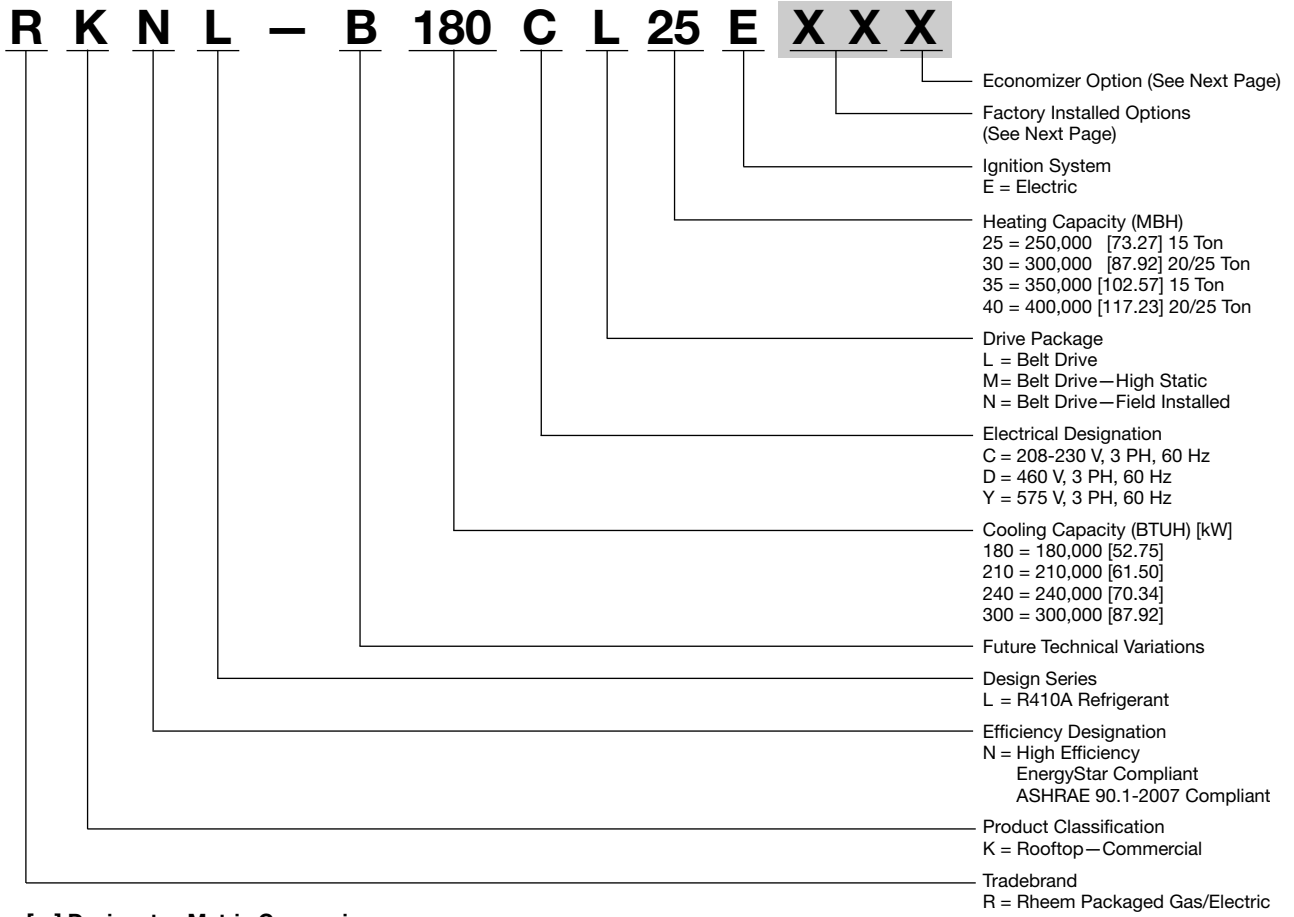 R K N L — B 180 C L 25 E X X X
Economizer Option (See Next Page)
Factory Installed Options
(See Next Page)
Ignition System
E = Electric
Heating Capacity (MBH)
25 = 250,000 [73.27] 15 Ton
30 = 300,000 [87.92] 20/25 Ton
35 = 350,000 [102.57] 15 Ton
40 = 400,000 [117.23] 20/25 Ton
Drive Package
L = Belt Drive
M= Belt Drive—High Static
N = Belt Drive—Field Installed
Electrical Designation
C = 208-230 V, 3 PH, 60 Hz
D = 460 V, 3 PH, 60 Hz
Y = 575 V, 3 PH, 60 Hz
Cooling Capacity (BTUH) [kW]
180 = 180,000 [52.75]
210 = 210,000 [61.50]
240 = 240,000 [70.34]
300 = 300,000 [87.92]
Future Technical Variations
Design Series
L = R410A Refrigerant
Efficiency Designation
N = High Efficiency
EnergyStar Compliant
ASHRAE 90.1-2007 Compliant
Product Classification
K = Rooftop—Commercial
Tradebrand
R = Rheem Packaged Gas/Electric